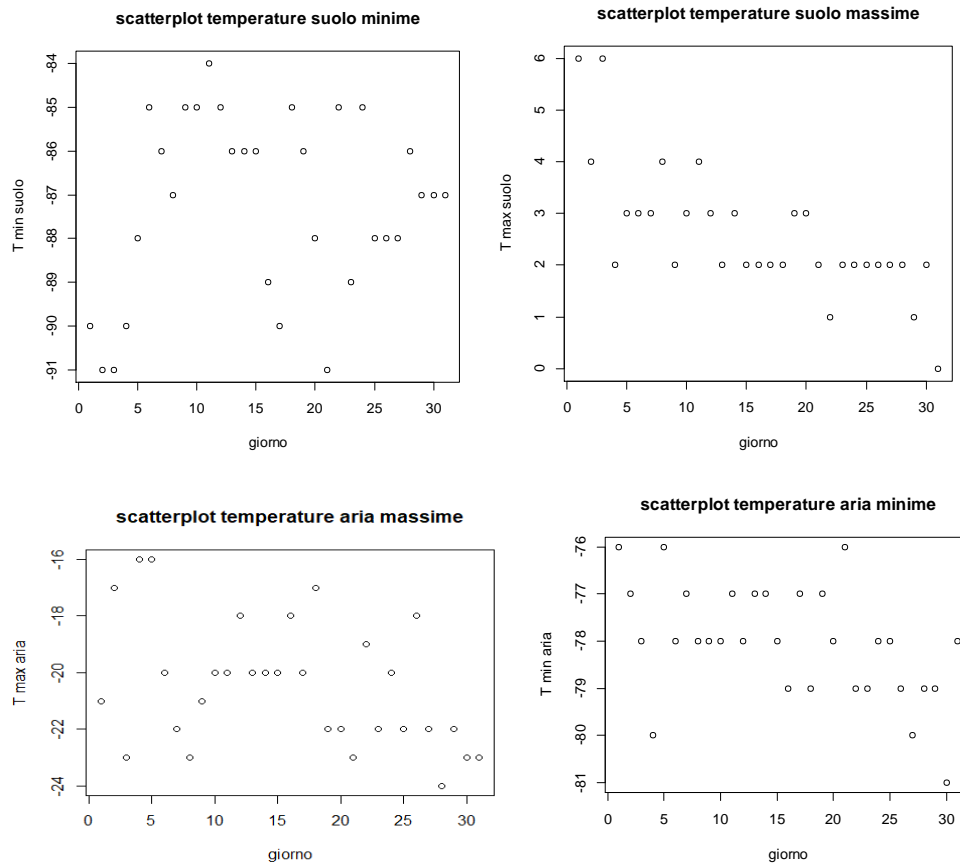 scatterplot temperature suolo minime
T min suolo
-84
-85
-86
-87
-88
-89
-90
-91
0 5 10 15 20 25 30
giorno
scatterplot temperature suolo massime
T max suolo
6
5
4
3
2
1
0
0 5 10 15 20 25 30
giorno
scatterplot temperature aria massime
T max aria
-16
-18
-20
-22
-24
0 5 10 15 20 25 30
giorno
scatterplot temperature aria minime
T min aria
-76
-77
-78
-79
-80
-81
0 5 10 15 20 25 30
giorno